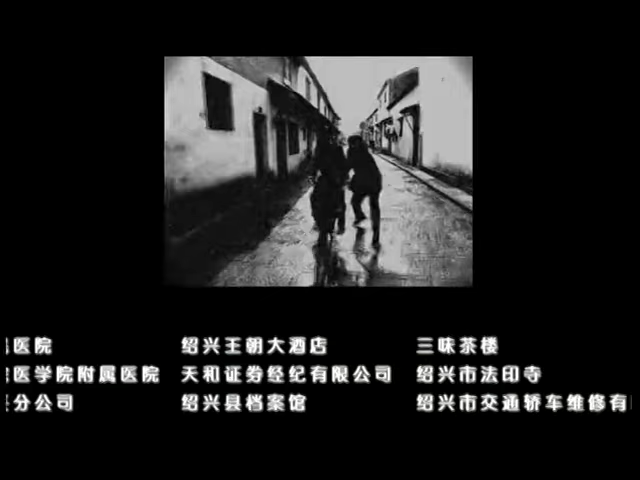 医院 绍兴王朝大酒店 三味茶楼
医学院附属医院 天和证券经纪有限公司 绍兴市法印寺
分公司 绍兴县档案馆 绍兴市交通轿车维修有